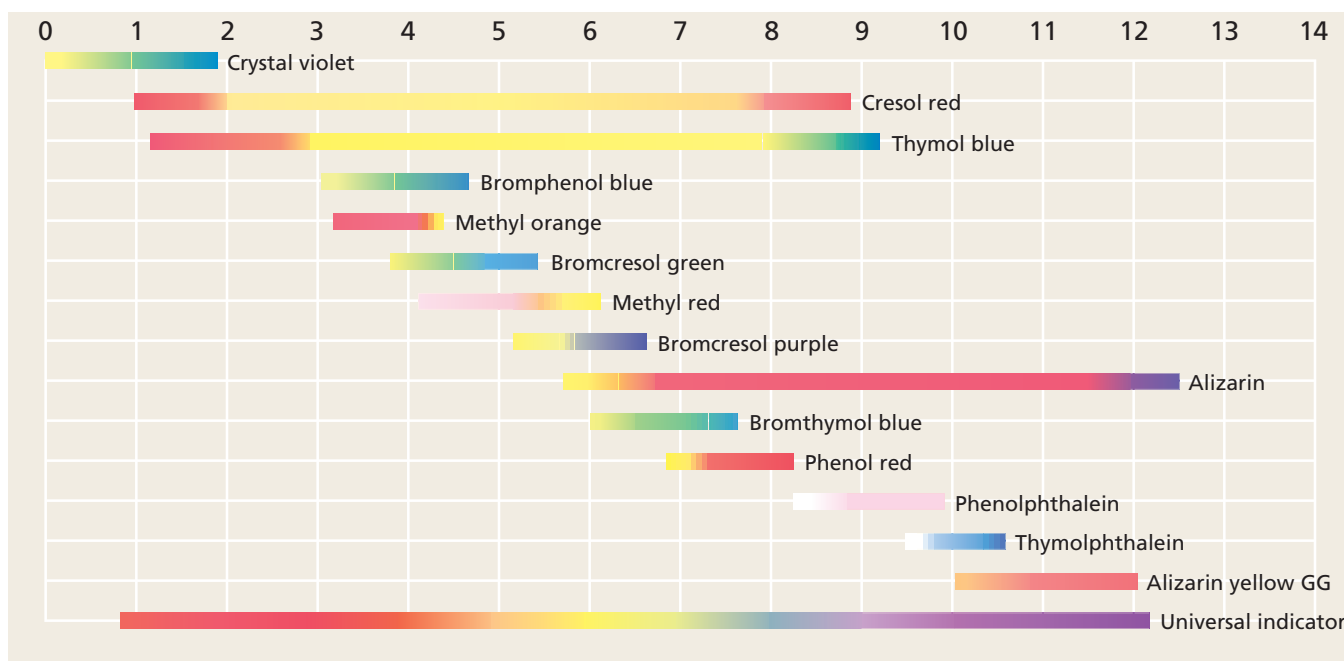 0 1 2 3 4 5 6 7 8 9 10 11 12 13 14
Crystal violet
Cresol red
Thymol blue
Bromphenol blue
Methyl orange
Bromcresol green
Methyl red
Bromcresol purple
Alizarin
Bromthymol blue
Phenol red
Phenolphthalein
Thymolphthalein
Alizarin yellow GG
Universal indicator